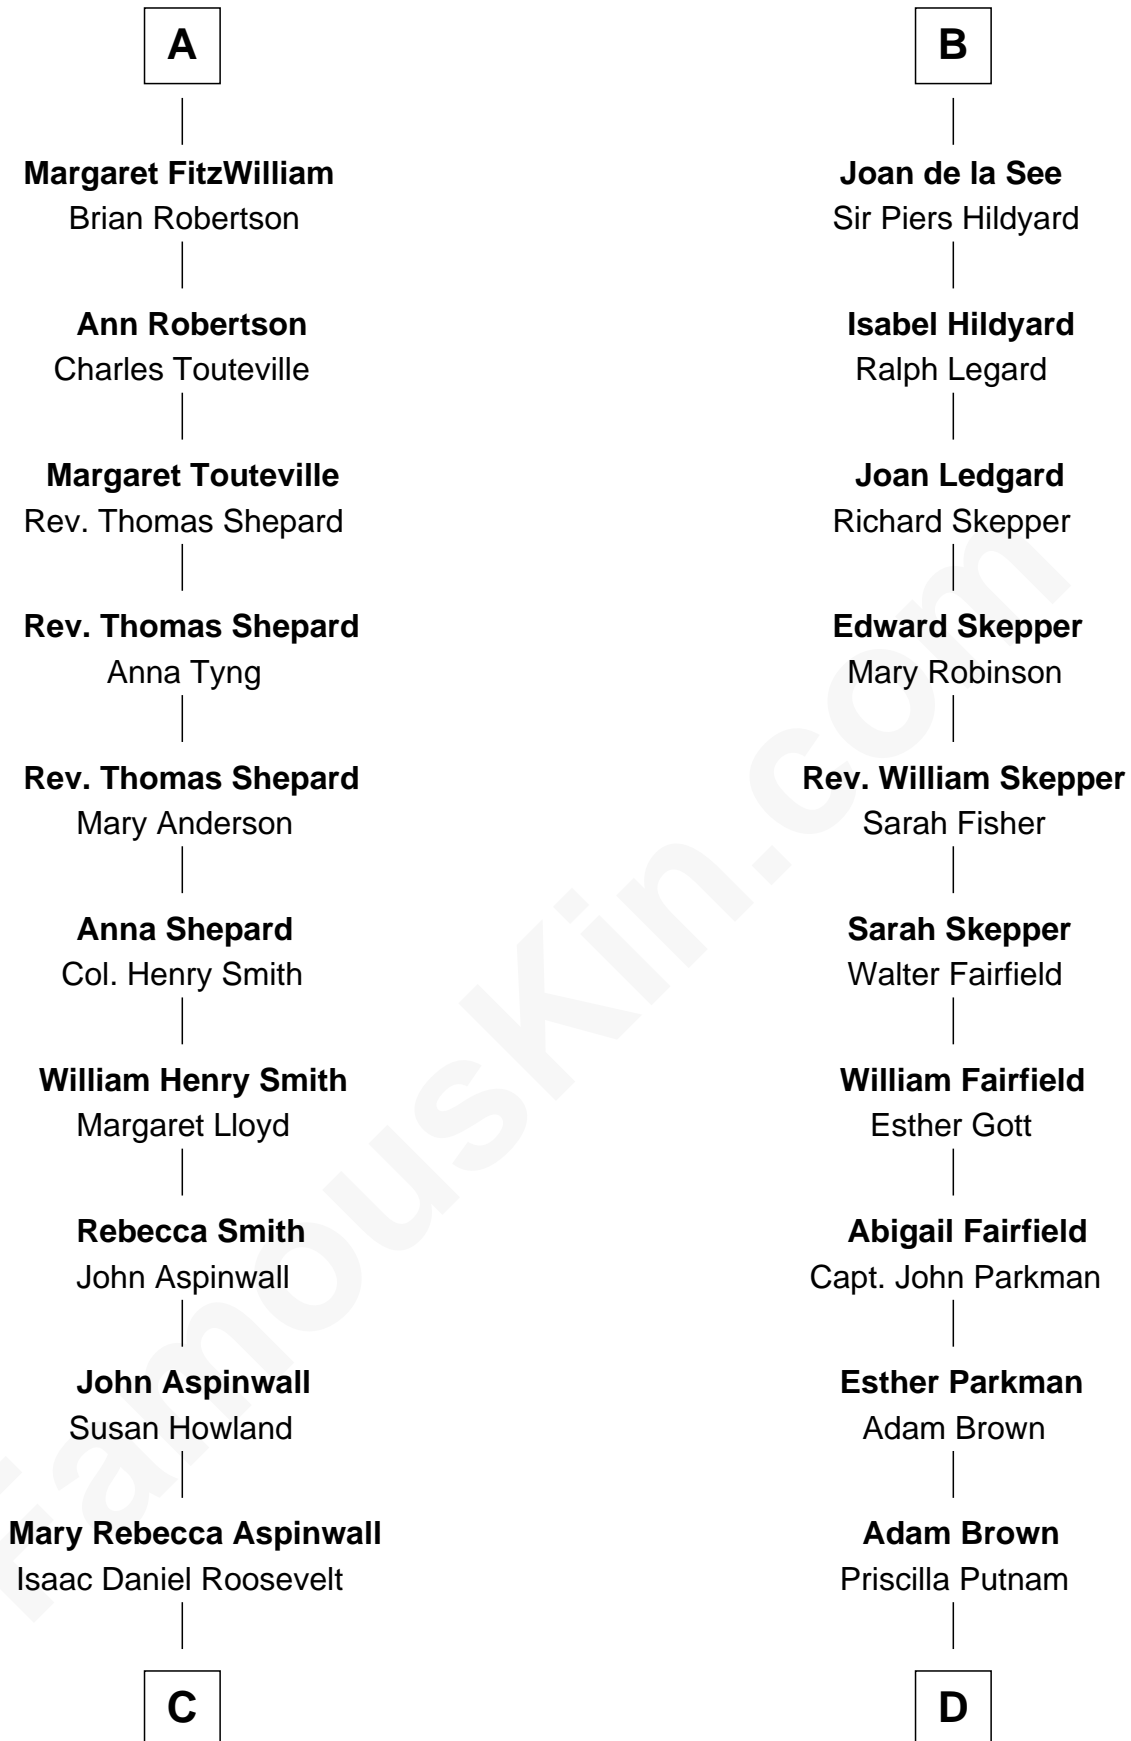 A
Margaret FitzWilliam
Brian Robertson
Ann Robertson
Charles Touteville
Margaret Touteville
Rev. Thomas Shepard
Rev. Thomas Shepard
Anna Tyng
Rev. Thomas Shepard
Mary Anderson
Anna Shepard
Col. Henry Smith
William Henry Smith
Margaret Lloyd
Rebecca Smith
John Aspinwall
John Aspinwall
Susan Howland
Mary Rebecca Aspinwall
Isaac Daniel Roosevelt
C
B
Joan de la See
Sir Piers Hildyard
Isabel Hildyard
Ralph Legard
Joan Ledgard
Richard Skepper
Edward Skepper
Mary Robinson
Rev. William Skepper
Sarah Fisher
Sarah Skepper
Walter Fairfield
William Fairfield
Esther Gott
Abigail Fairfield
Capt. John Parkman
Esther Parkman
Adam Brown
Adam Brown
Priscilla Putnam
D
FamousKin.com